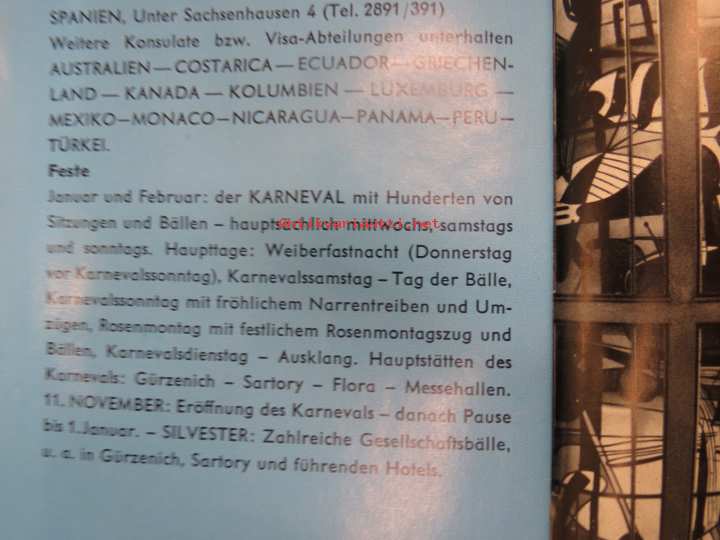 SPANIEN, Unter Sachsenhausen 4 (Tel. 2891/391)
Weitere Konsulate bzw. Visa-Abteilungen unterhalten
AUSTRALIEN — COSTARICA — ECUADOR — GRIECHEN-
LAND — KANADA — KOLUMBIEN — LUXEMBURG —
MEXIKO—MONACO—NICARAGUA—PANAMA—PERU—
TÜRKEI.
Feste
Januar und Februar: der KARNEVAL mit Hunderten von
Sitzungen und Bällen – hauptsächlich mittwochs, samstags
und sonntags. Haupttage: Weiberfastnacht (Donnerstag
vor Karnevalssonntag), Karnevalssamstag – Tag der Bälle,
Karnevalssonntag mit fröhlichem Narrentreiben und Um-
zügen, Rosenmontag mit festlichem Rosenmontagszug und
Bällen, Karnevalsdienstag – Ausklang. Hauptstätten des
Karnevals: Gürzenich – Sartory – Flora – Messehallen.
11. NOVEMBER: Eröffnung des Karnevals – danach Pause
bis 1. Januar. – SILVESTER: Zahlreiche Gesellschaftsbälle,
u. a. in Gürzenich, Sartory und führenden Hotels.